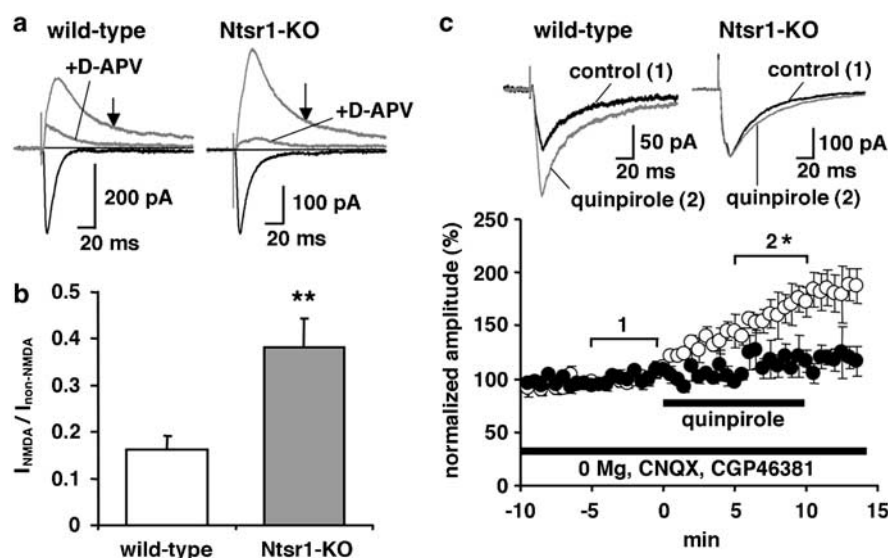 a
wild-type
Ntsr1-KO
+D-APV
+D-APV
200 pA
20 ms
100 pA
20 ms
b
0.5
0.4
0.3
0.2
0.1
0
I_NMDA / I_non-NMDA
**
wild-type
Ntsr1-KO
c
wild-type
Ntsr1-KO
control (1)
control (1)
50 pA
20 ms
100 pA
20 ms
quinpirole (2)
quinpirole (2)
250
200
150
100
50
0
normalized amplitude (%)
1
2 *
quinpirole
0 Mg, CNQX, CGP46381
-10
-5
0
5
10
15
min